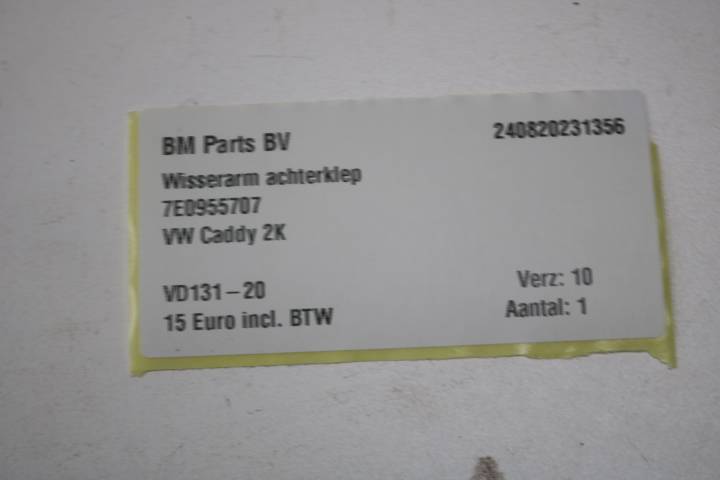 BM Parts BV
240820231356
Wisserarm achterklep
7E0955707
VW Caddy 2K
VD131-20
Verz: 10
15 Euro incl. BTW
Aantal: 1